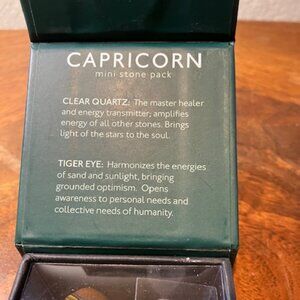 CAPRICORN
mini stone pack
CLEAR QUARTZ: The master healer
and energy transmitter; amplifies
energy of all other stones. Brings
light of the stars to the soul.
TIGER EYE: Harmonizes the energies
of sand and sunlight, bringing
grounded optimism. Opens
awareness to personal needs and
collective needs of humanity.